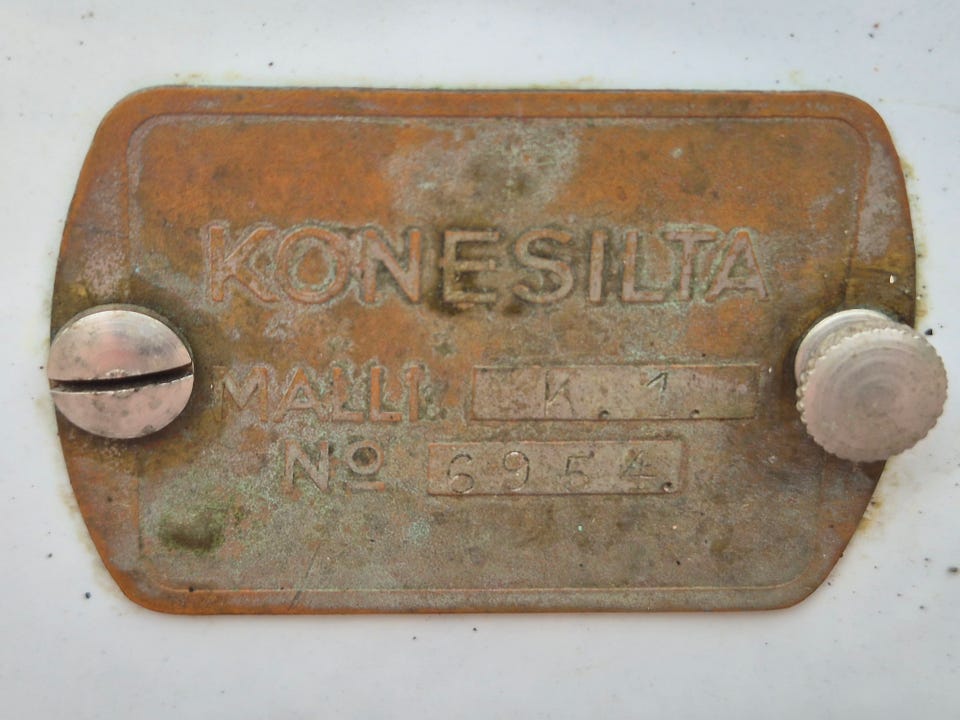 KONESILTA
MALLI K. 1.
No 6954.